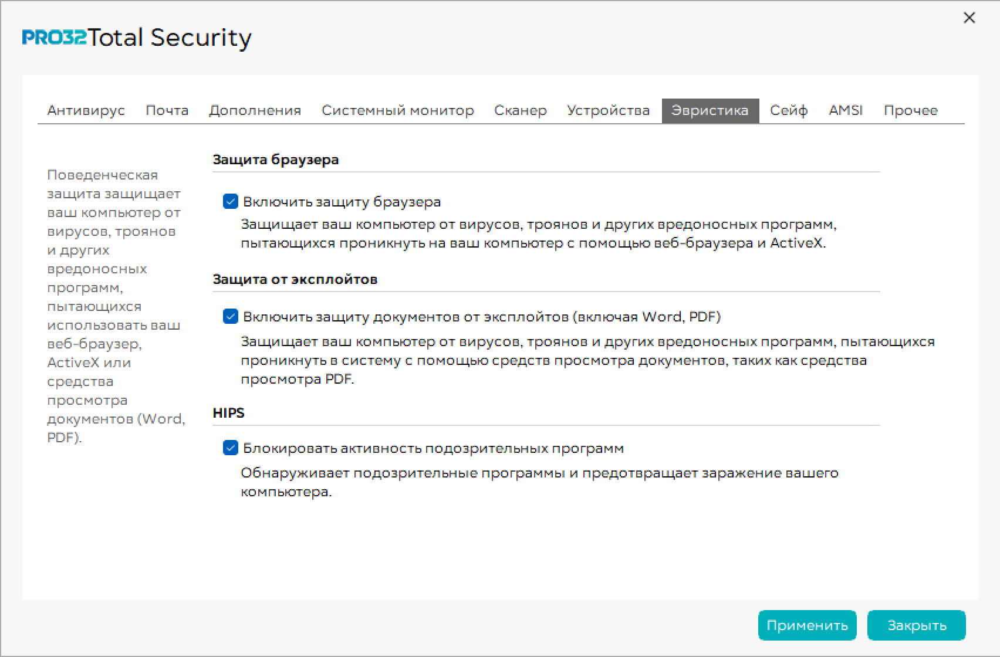 PRO32 Total Security
Антивирус Почта Дополнения Системный монитор Сканер Устройства Эвристика Сейф AMSI Прочее
Поведенческая
защита защищает
ваш компьютер от
вирусов, троянов
и других
вредоносных
программ,
пытающихся
использовать ваш
веб-браузер,
ActiveX или
средства
просмотра
документов (Word,
PDF).
Защита браузера
Включить защиту браузера
Защищает ваш компьютер от вирусов, троянов и других вредоносных программ,
пытающихся проникнуть на ваш компьютер с помощью веб-браузера и ActiveX.
Защита от эксплойтов
Включить защиту документов от эксплойтов (включая Word, PDF)
Защищает ваш компьютер от вирусов, троянов и других вредоносных программ, пытающихся
проникнуть в систему с помощью средств просмотра документов, таких как средства
просмотра PDF.
HIPS
Блокировать активность подозрительных программ
Обнаруживает подозрительные программы и предотвращает заражение вашего
компьютера.
Применить Закрыть